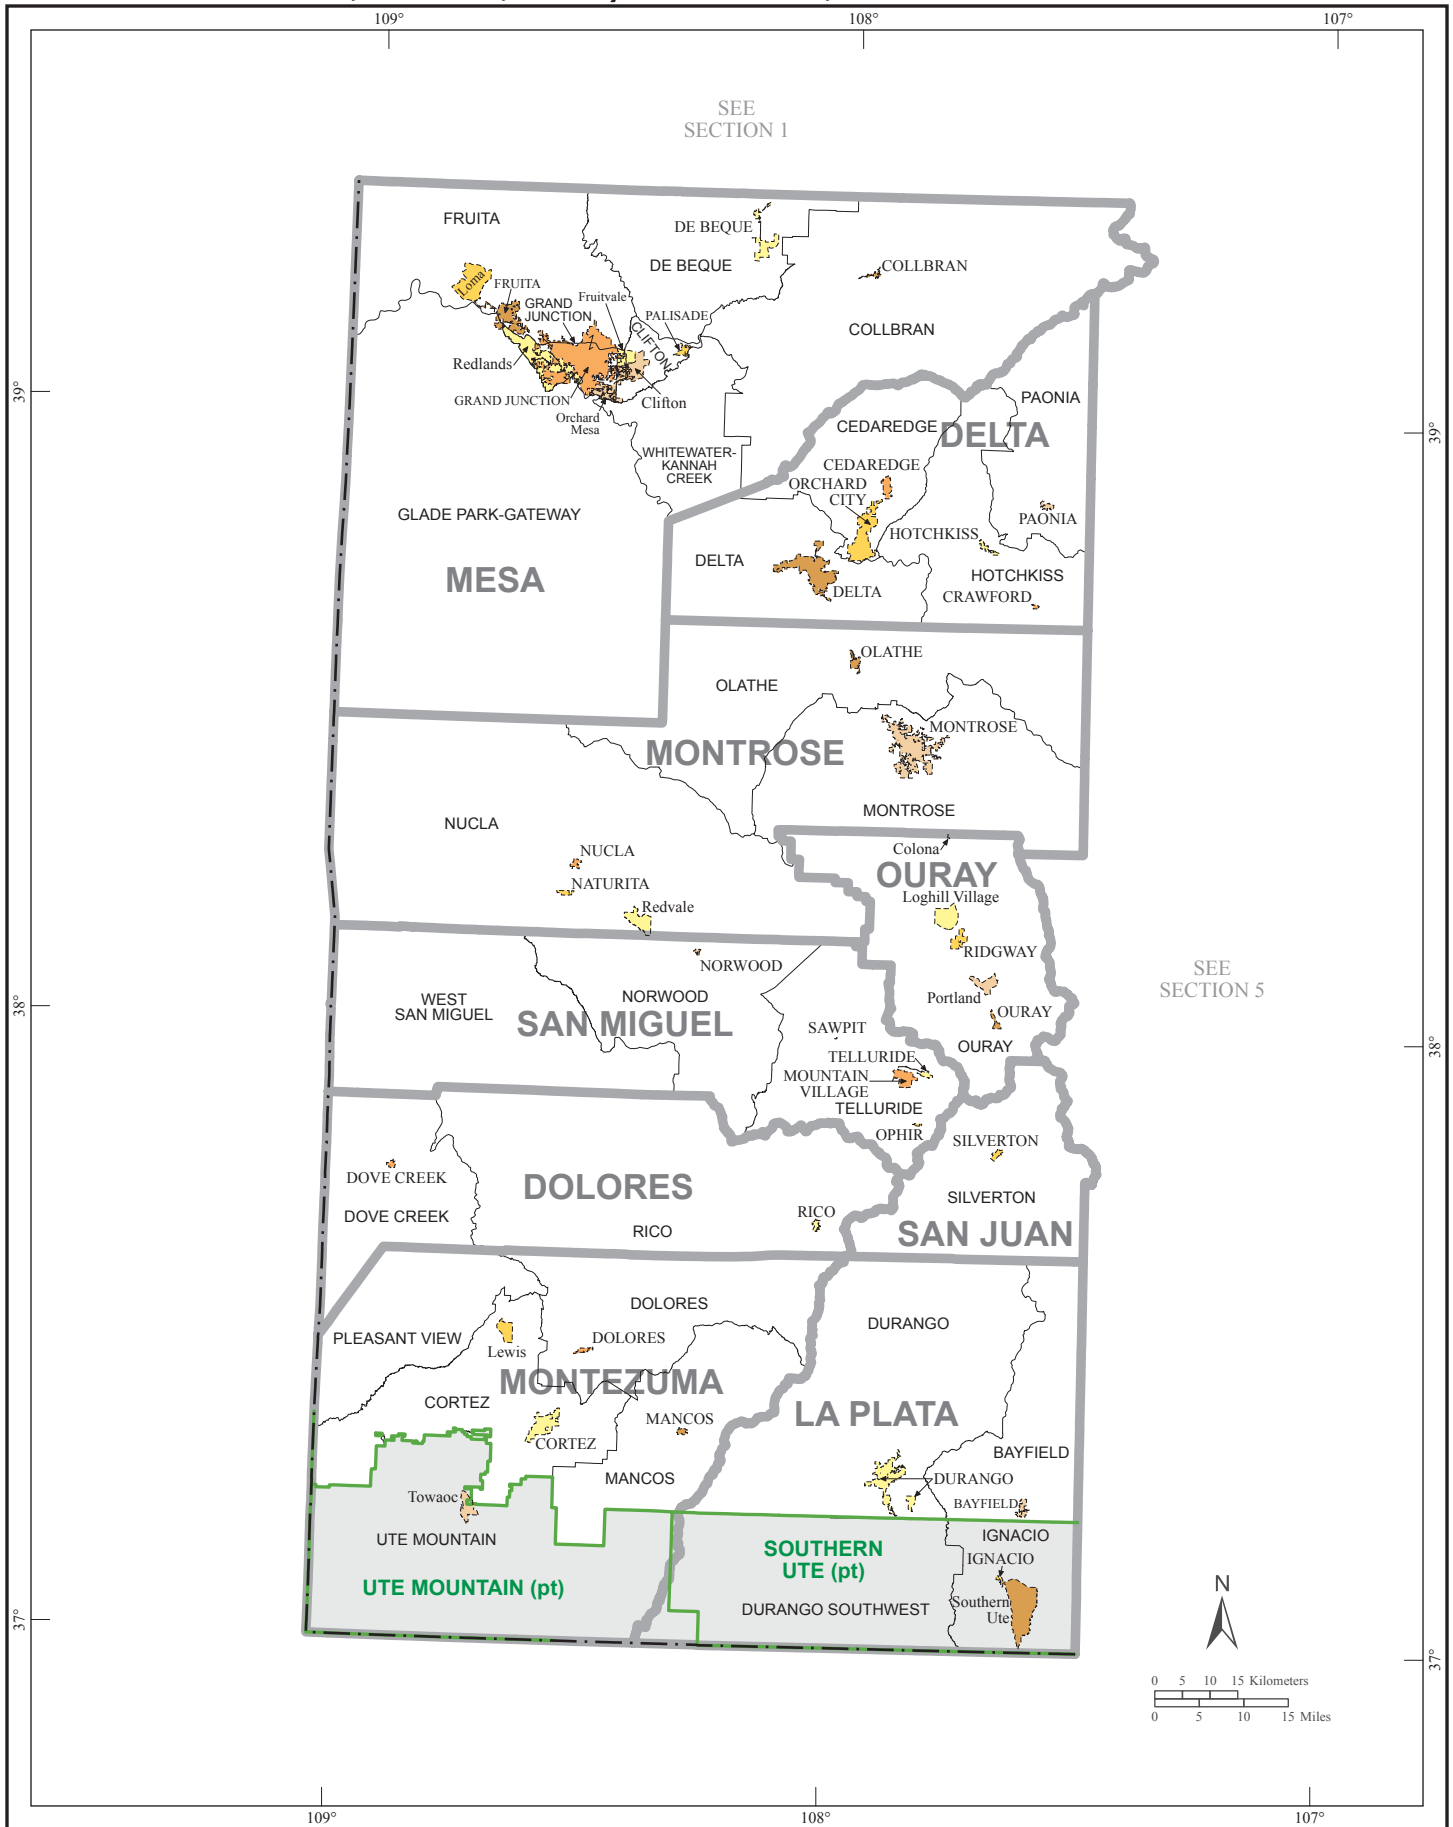 109°
108°
107°
SEE
SECTION 1
FRUITA
DE BEQUE
DE BEQUE
COLLBRAN
COLLBRAN
Loma
FRUITA
GRAND
JUNCTION
Fruitvale
CLIFTON
PALISADE
Redlands
GRAND JUNCTION
Orchard
Mesa
Clifton
39°
39°
WHITEWATER-
KANNAH
CREEK
GLADE PARK-GATEWAY
MESA
PAONIA
CEDAREDGE
DELTA
CEDAREDGE
ORCHARD
CITY
PAONIA
HOTCHKISS
DELTA
DELTA
HOTCHKISS
CRAWFORD
OLATHE
OLATHE
MONTROSE
MONTROSE
MONTROSE
NUCLA
NUCLA
NATURITA
Redvale
Colona
OURAY
Loghill Village
RIDGWAY
Portland
OURAY
OURAY
SEE
SECTION 5
38°
38°
NORWOOD
NORWOOD
WEST
SAN MIGUEL
SAN MIGUEL
SAWPIT
TELLURIDE
MOUNTAIN
VILLAGE
TELLURIDE
OPHIR
SILVERTON
SILVERTON
SAN JUAN
DOVE CREEK
DOVE CREEK
DOLORES
RICO
RICO
PLEASANT VIEW
Lewis
DOLORES
DOLORES
MONTEZUMA
CORTEZ
CORTEZ
MANCOS
MANCOS
DURANGO
LA PLATA
BAYFIELD
DURANGO
BAYFIELD
Towaoc
UTE MOUNTAIN
UTE MOUNTAIN (pt)
SOUTHERN
UTE (pt)
DURANGO SOUTHWEST
IGNACIO
IGNACIO
Southern
Ute
37°
37°
N
0 5 10 15 Kilometers
0 5 10 15 Miles
109°
108°
107°